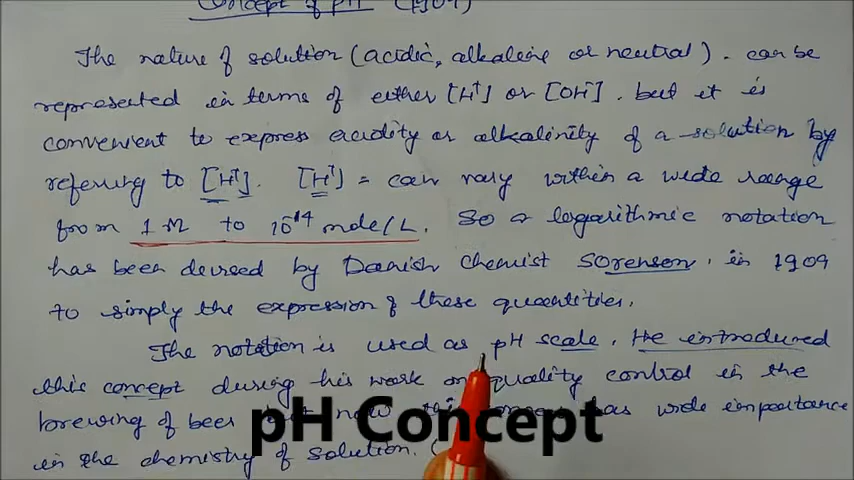 Concept of pH (1909)
The nature of solution (acidic, alkaline or neutral). can be
represented in terms of either [H⁺] or [OH⁻]. but it is
convenient to express acidity or alkalinity of a solution by
referring to [H⁺]. [H⁺] = can vary within a wide range
from 1 M to 10⁻¹⁴ mole/L. So a logarithmic notation
has been devised by Danish chemist Sorenson. in 1909
to simply the expression of these quantities.
The notation is used as pH scale. He introduced
this concept during his work on quality control in the
brewing of beer now has wide importance
in the chemistry of solution. (
pH Concept